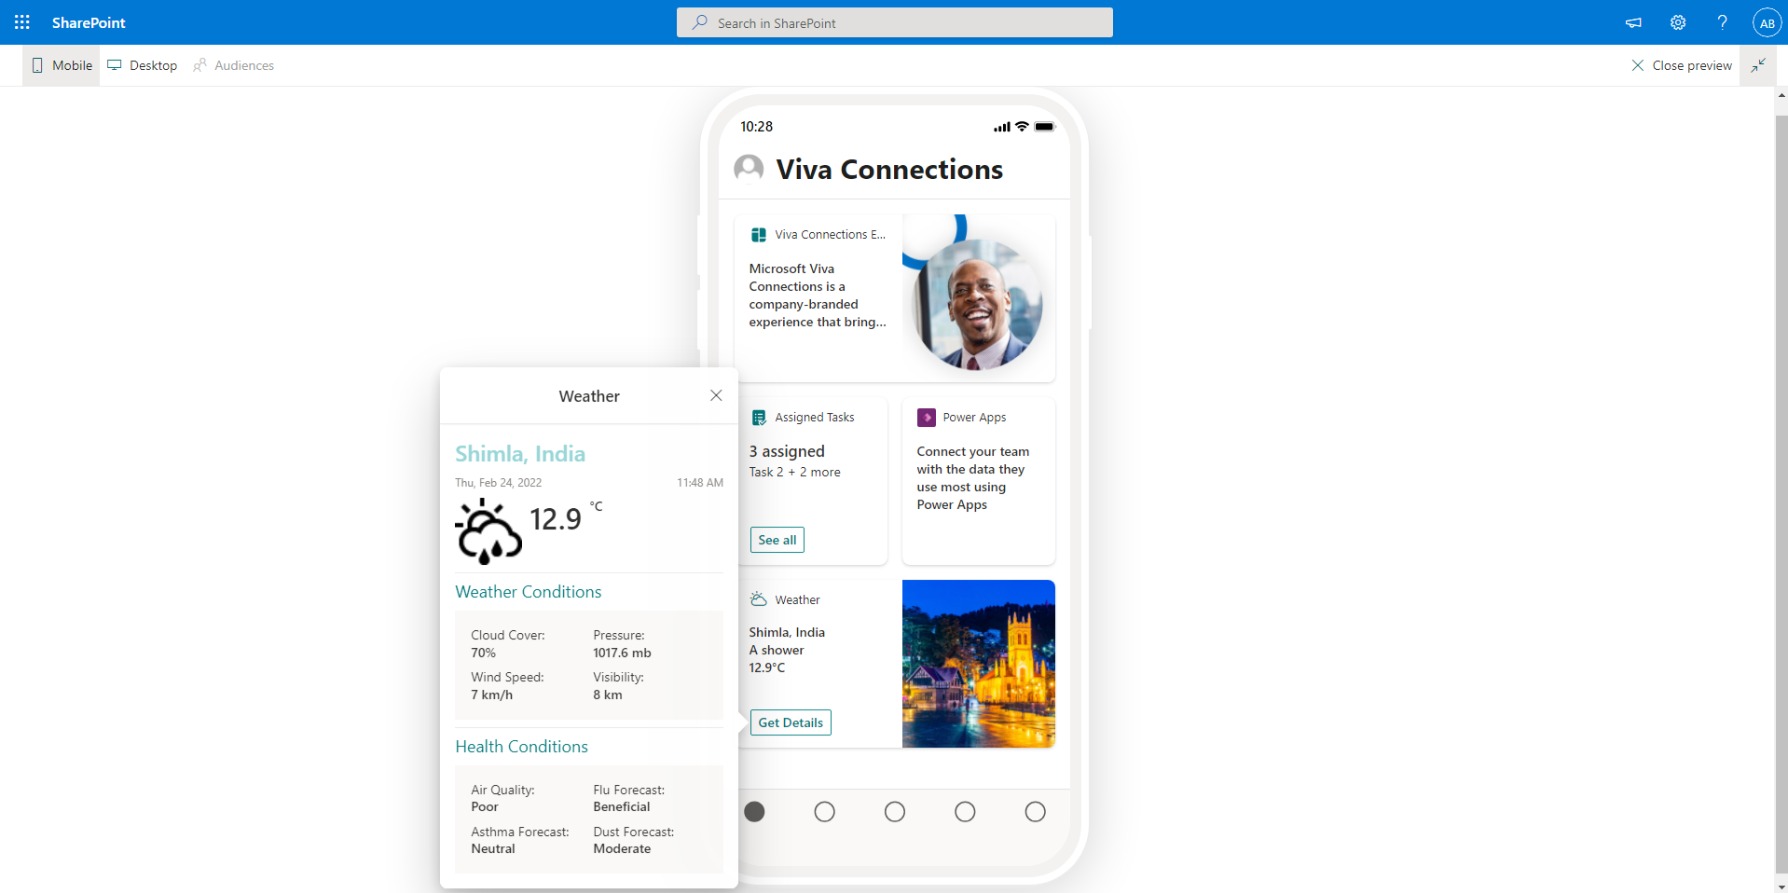 SharePoint
Search in SharePoint
?
AB
Mobile
Desktop
Audiences
Close preview
10:28
Viva Connections
Viva Connections E...
Microsoft Viva
Connections is a
company-branded
experience that bring...
Assigned Tasks
3 assigned
Task 2 + 2 more
See all
Power Apps
Connect your team
with the data they
use most using
Power Apps
Weather
Shimla, India
A shower
12.9°C
Get Details
Weather
Shimla, India
Thu, Feb 24, 2022 11:48 AM
12.9 °C
Weather Conditions
Cloud Cover: Pressure:
70% 1017.6 mb
Wind Speed: Visibility:
7 km/h 8 km
Health Conditions
Air Quality: Flu Forecast:
Poor Beneficial
Asthma Forecast: Dust Forecast:
Neutral Moderate